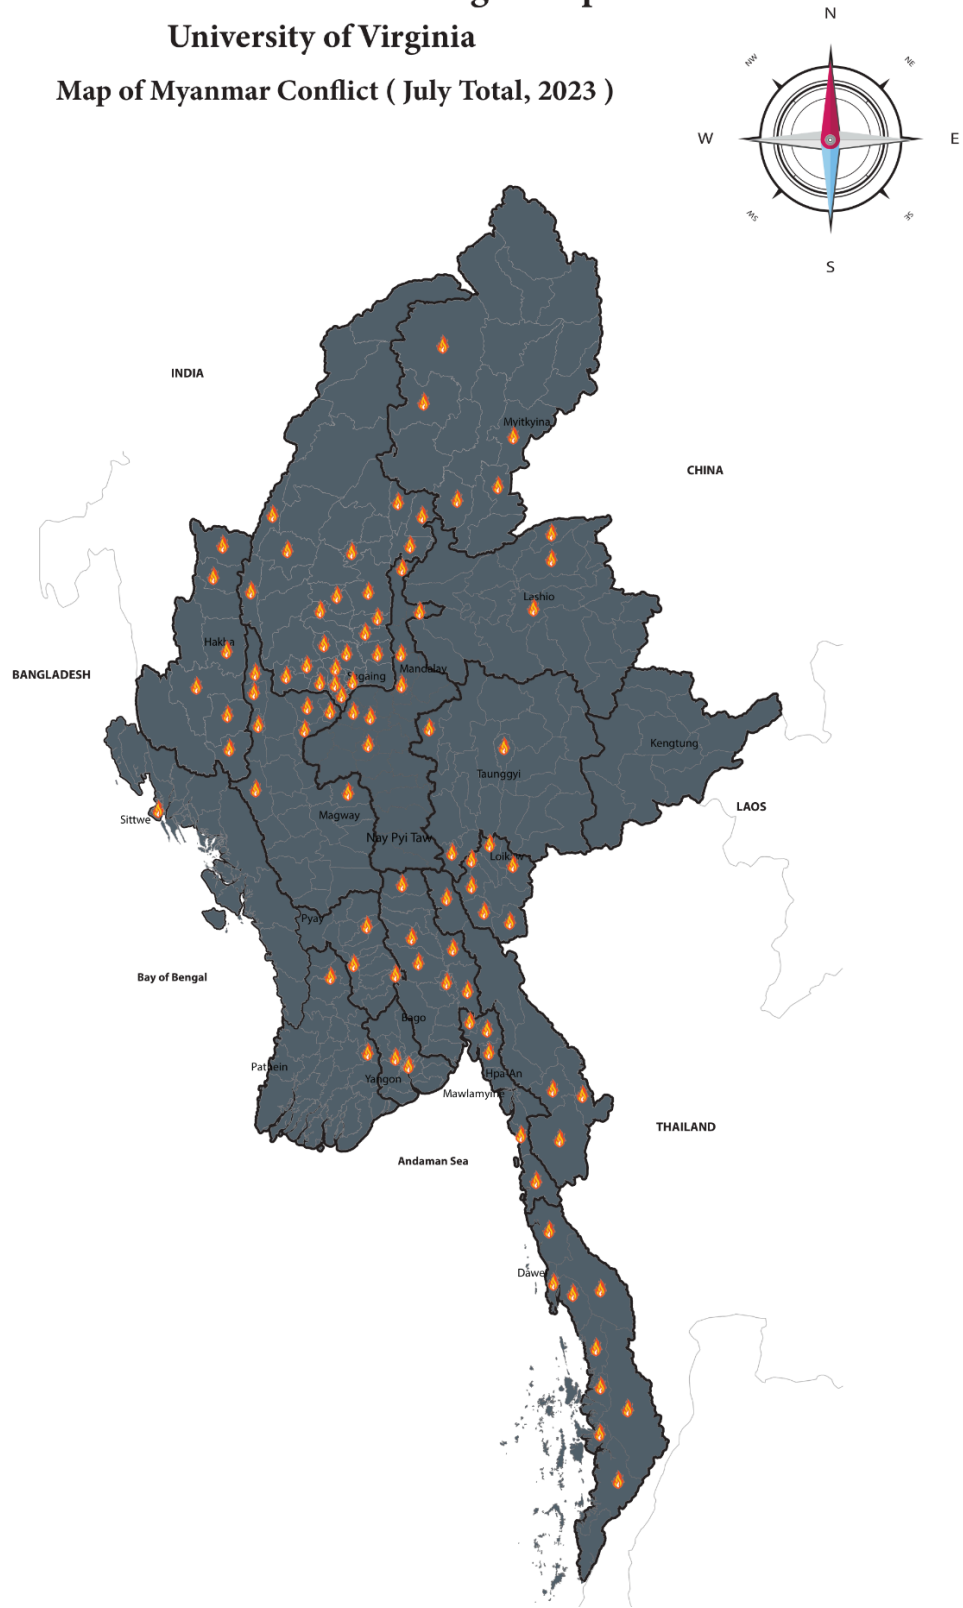 University of Virginia
Map of Myanmar Conflict ( July Total, 2023 )
N
NW
NE
W
E
SW
SE
S
INDIA
Myitkyina
CHINA
Lashio
BANGLADESH
Mandalay
Kengtung
Taunggyi
LAOS
Sittwe
Magway
Nay Pyi Taw
Pyay
Bay of Bengal
Bago
Hpa An
Yangon
THAILAND
Andaman Sea